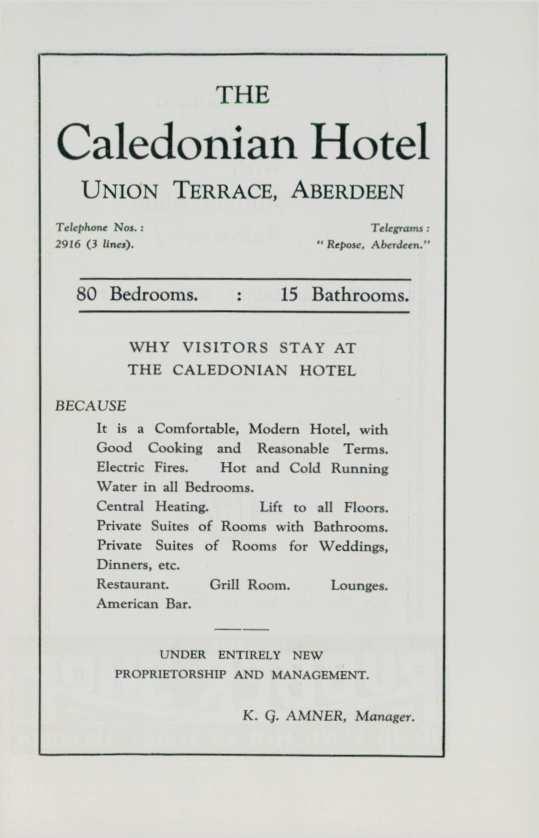 THE
Caledonian Hotel
UNION TERRACE, ABERDEEN
Telephone Nos. : Telegrams :
2916 (3 lines). "Repose, Aberdeen."
80 Bedrooms. : 15 Bathrooms.
WHY VISITORS STAY AT
THE CALEDONIAN HOTEL
BECAUSE
It is a Comfortable, Modern Hotel, with
Good Cooking and Reasonable Terms.
Electric Fires. Hot and Cold Running
Water in all Bedrooms.
Central Heating. Lift to all Floors.
Private Suites of Rooms with Bathrooms.
Private Suites of Rooms for Weddings,
Dinners, etc.
Restaurant. Grill Room. Lounges.
American Bar.
UNDER ENTIRELY NEW
PROPRIETORSHIP AND MANAGEMENT.
K. G. AMNER, Manager.